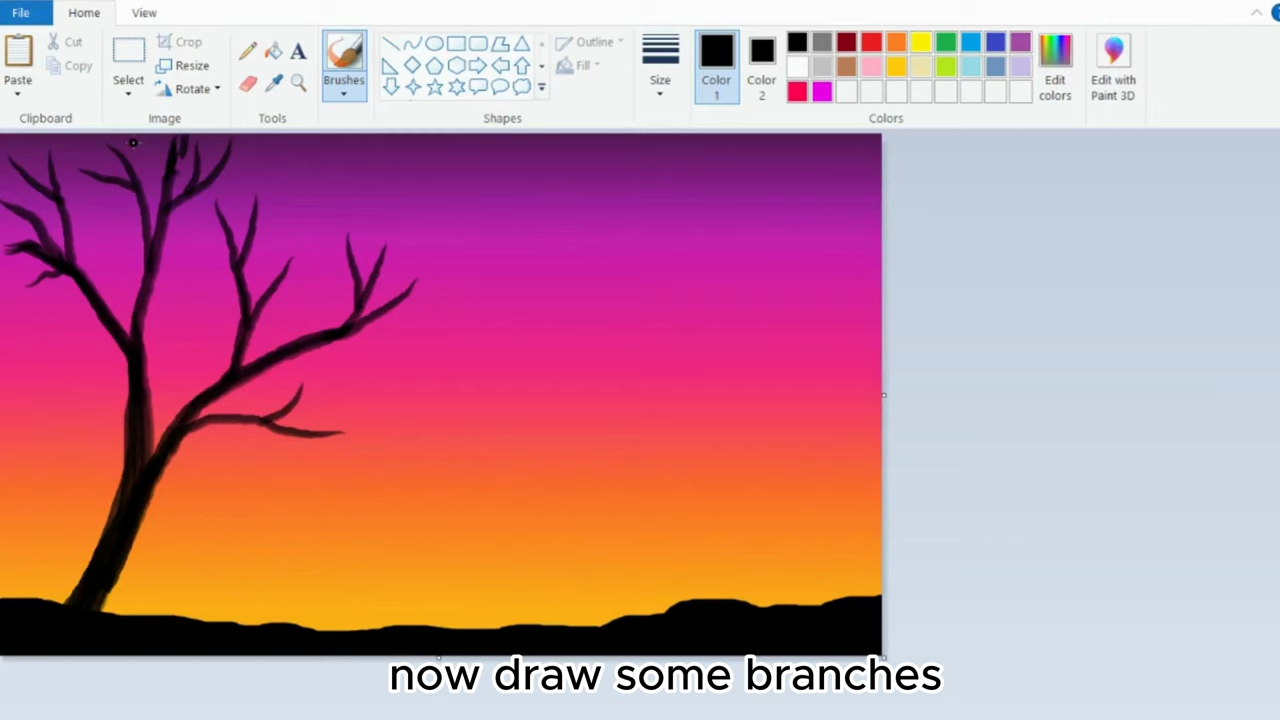 File Home View
Paste
Cut
Copy
Clipboard
Select
Crop
Resize
Rotate
Image
A
Tools
Brushes
Outline
Fill
Shapes
Size
Color 1
Color 2
Edit colors
Colors
Edit with Paint 3D
now draw some branches